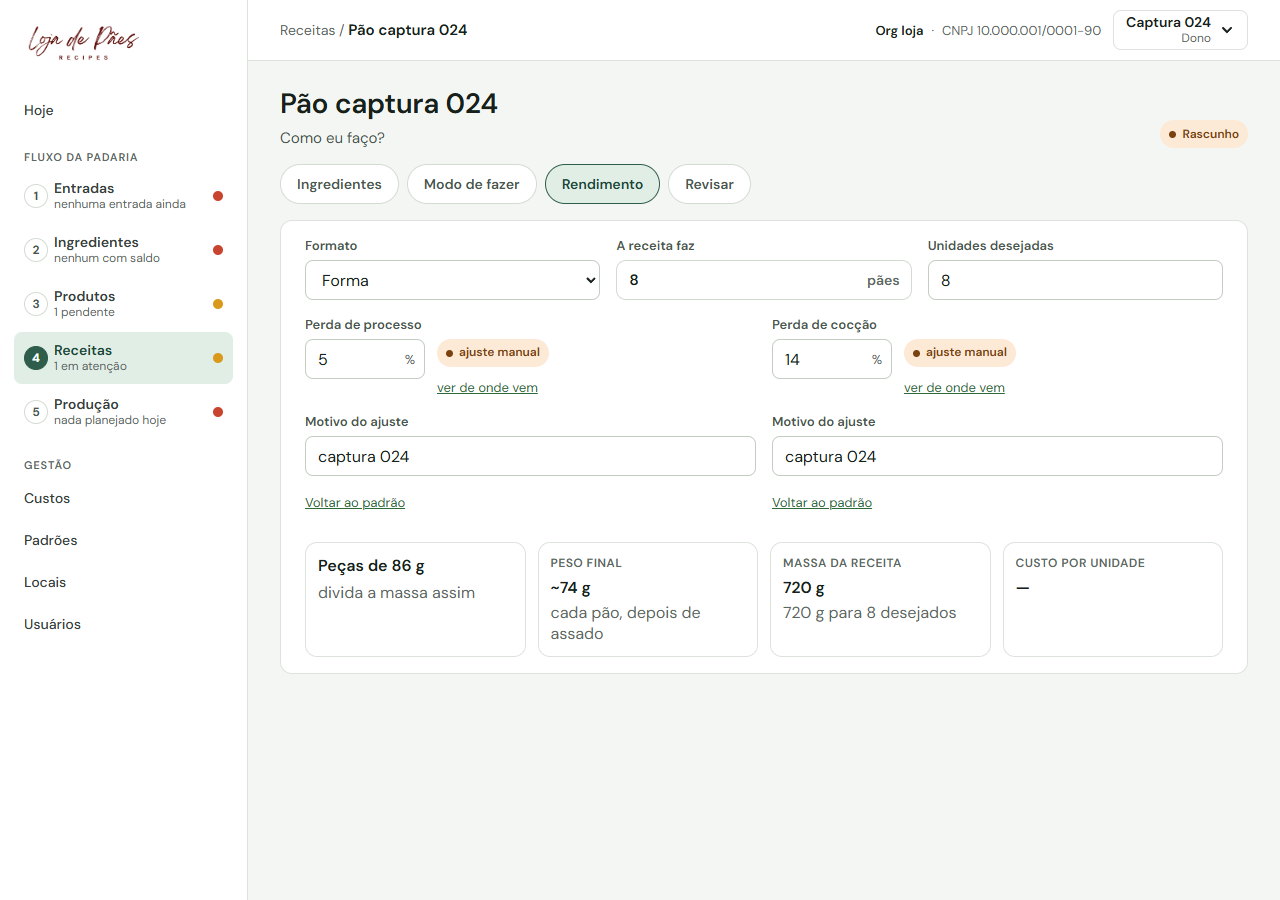 Loja de Pães
RECIPES
Receitas / Pão captura 024
Org loja · CNPJ 10.000.001/0001-90
Captura 024
Dono
Hoje
FLUXO DA PADARIA
1 Entradas
nenhuma entrada ainda
2 Ingredientes
nenhum com saldo
3 Produtos
1 pendente
4 Receitas
1 em atenção
5 Produção
nada planejado hoje
GESTÃO
Custos
Padrões
Locais
Usuários
Pão captura 024
Como eu faço?
Rascunho
Ingredientes Modo de fazer Rendimento Revisar
Formato A receita faz Unidades desejadas
Forma 8 pães 8
Perda de processo Perda de cocção
5 % ajuste manual 14 % ajuste manual
ver de onde vem ver de onde vem
Motivo do ajuste Motivo do ajuste
captura 024 captura 024
Voltar ao padrão Voltar ao padrão
Peças de 86 g
divida a massa assim
PESO FINAL
~74 g
cada pão, depois de
assado
MASSA DA RECEITA
720 g
720 g para 8 desejados
CUSTO POR UNIDADE
—